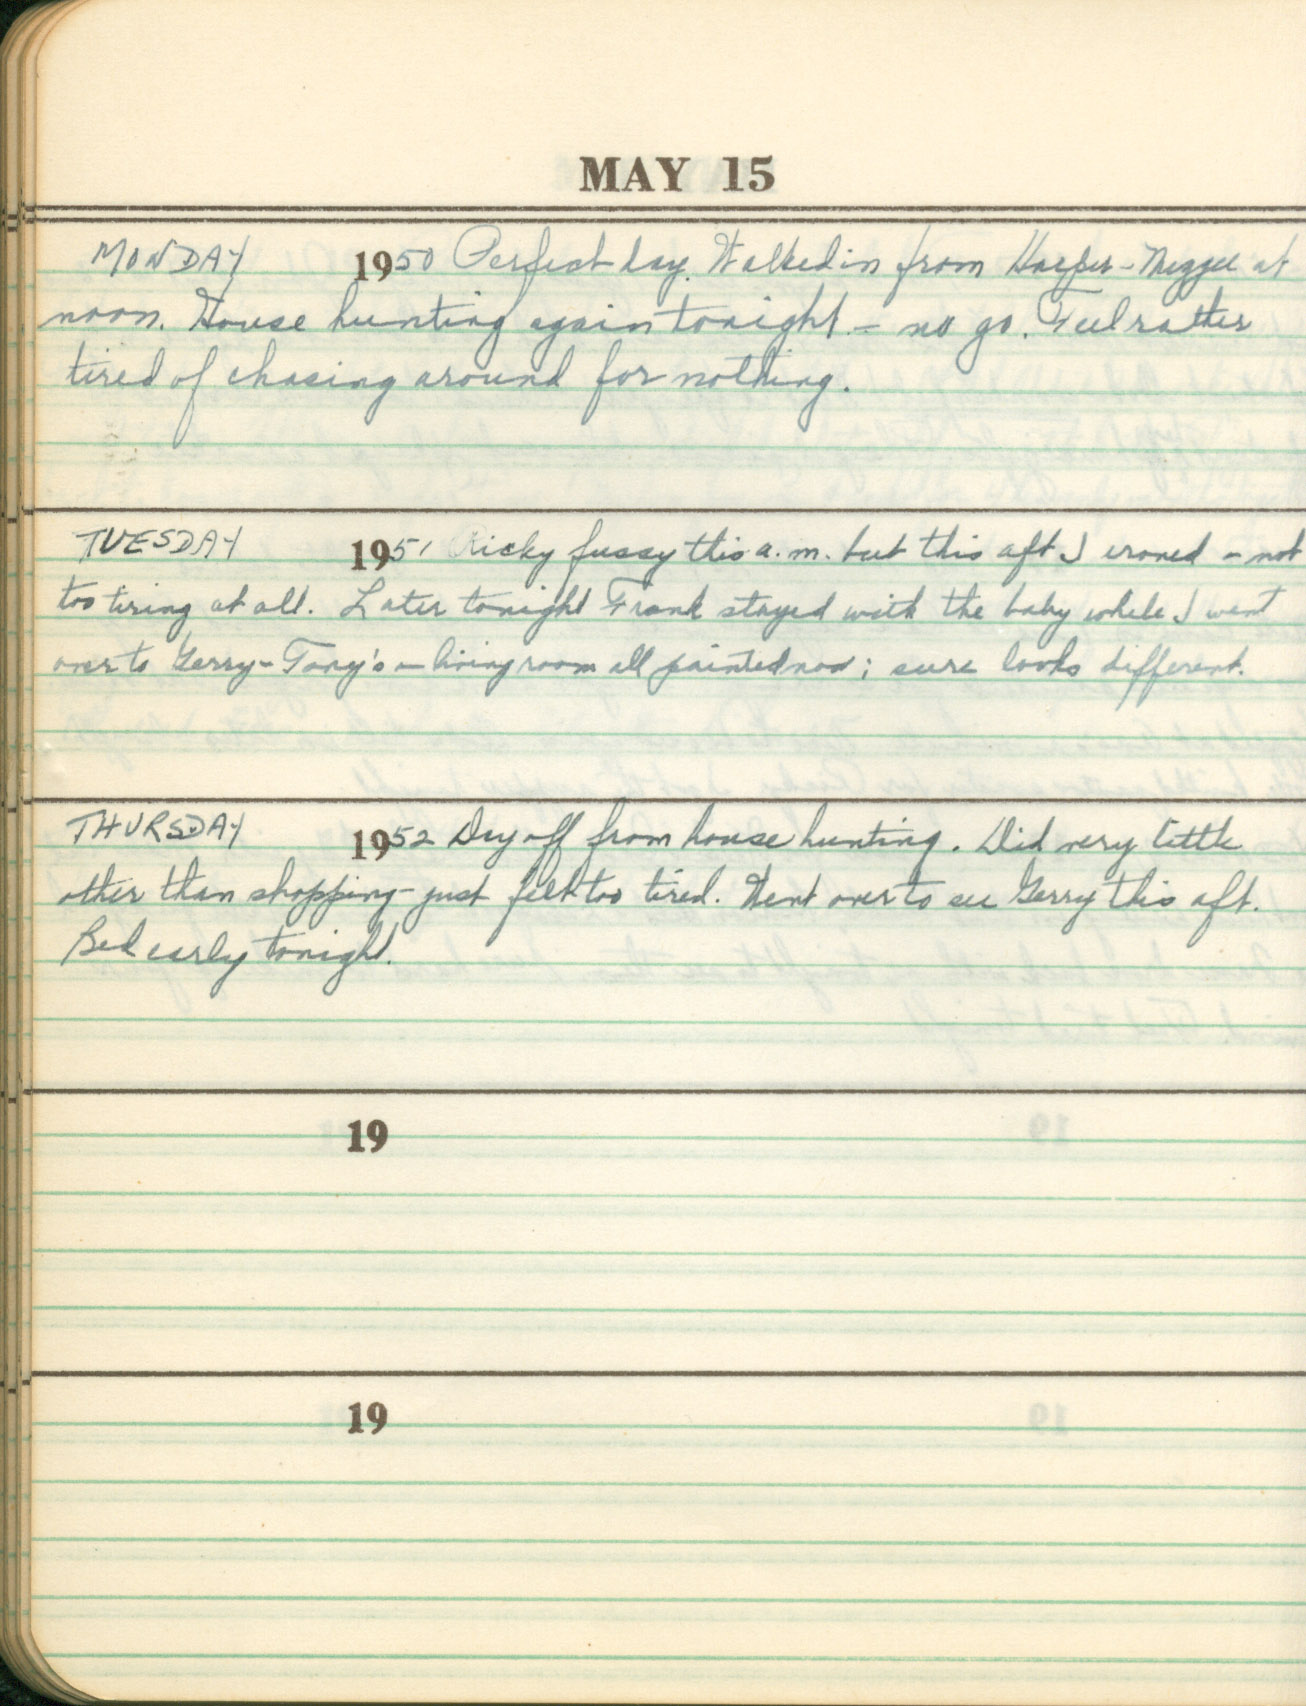 MAY 15
MONDAY 1950 Perfect day. Walked in from Harper - at
noon. House hunting again tonight - no go. Feel rather
tired of chasing around for nothing.
TUESDAY 1951 Ricky fussy this a.m. but this aft I ironed - not
too tiring at all. Later tonight Frank stayed with the baby while I went
over to Gerry-Tony's - living room all painted now; sure looks different.
THURSDAY 1952 Day off from house hunting. Did very little
other than shopping - just felt too tired. Went over to see Gerry this aft.
Bed early tonight.
19
19